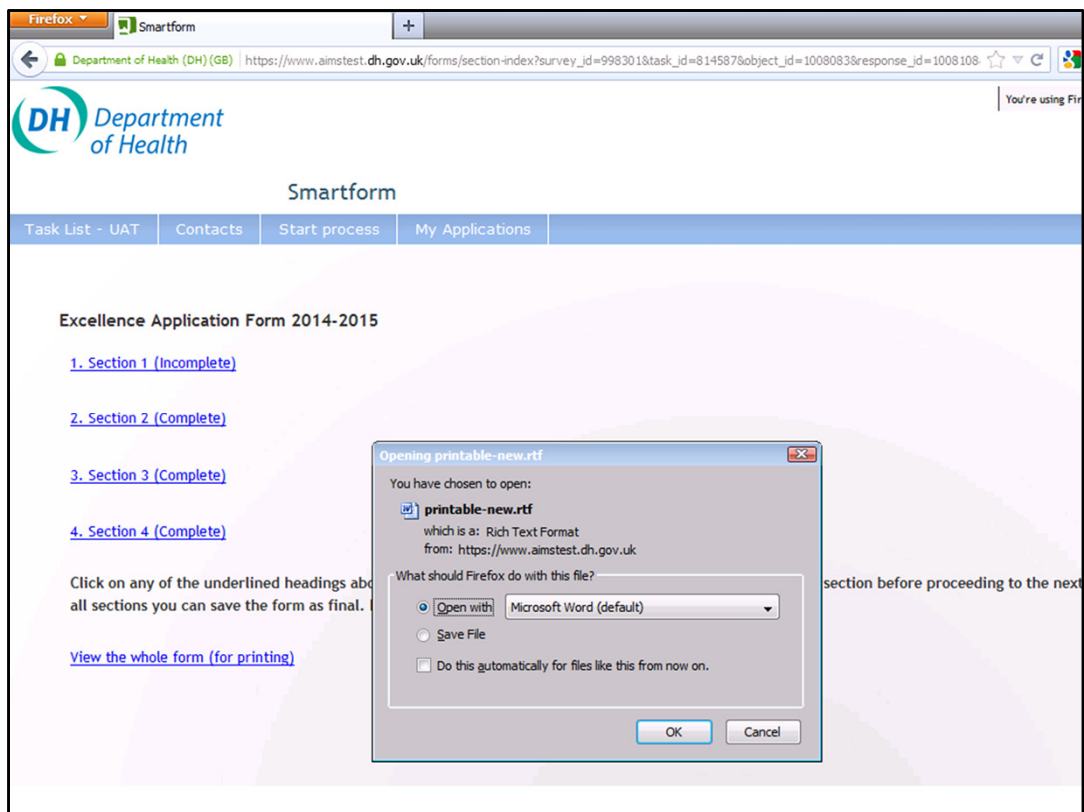 Firefox
Smartform
Department of Health (DH) (GB) https://www.aimstest.dh.gov.uk/forms/section-index?survey_id=998301&task_id=814587&object_id=1008083&response_id=1008108
You're using Fir
DH Department
of Health
Smartform
Task List - UAT Contacts Start process My Applications
Excellence Application Form 2014-2015
1. Section 1 (Incomplete)
2. Section 2 (Complete)
3. Section 3 (Complete)
4. Section 4 (Complete)
Click on any of the underlined headings abo section before proceeding to the next
all sections you can save the form as final.
View the whole form (for printing)
Opening printable-new.rtf
You have chosen to open:
printable-new.rtf
which is a: Rich Text Format
from: https://www.aimstest.dh.gov.uk
What should Firefox do with this file?
Open with Microsoft Word (default)
Save File
Do this automatically for files like this from now on.
OK Cancel